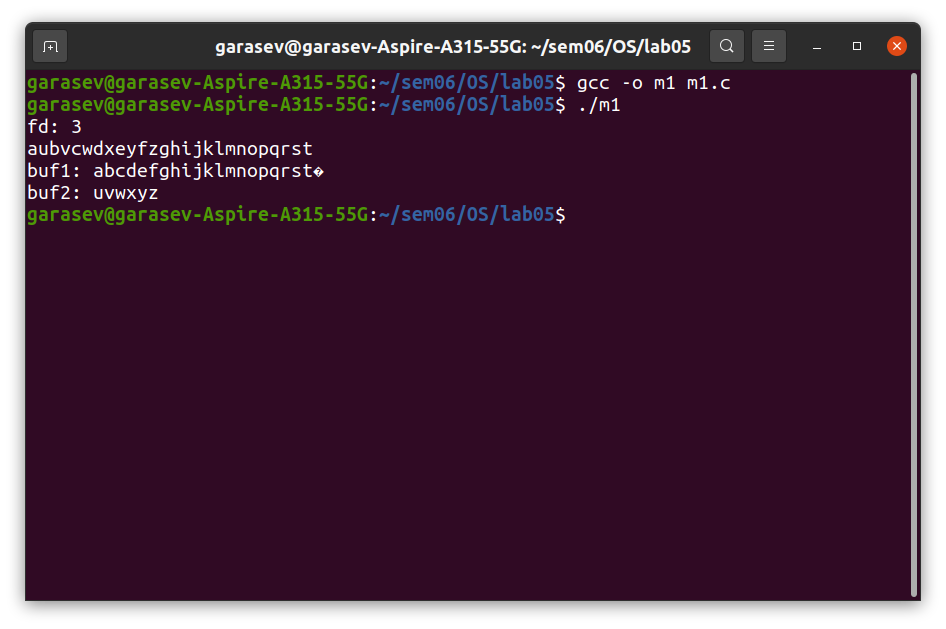 garasev@garasev-Aspire-A315-55G: ~/sem06/OS/lab05
garasev@garasev-Aspire-A315-55G:~/sem06/OS/lab05$ gcc -o m1 m1.c
garasev@garasev-Aspire-A315-55G:~/sem06/OS/lab05$ ./m1
fd: 3
aubvcwdxeyfzghijklmnopqrst
buf1: abcdefghijklmnopqrst�
buf2: uvwxyz
garasev@garasev-Aspire-A315-55G:~/sem06/OS/lab05$